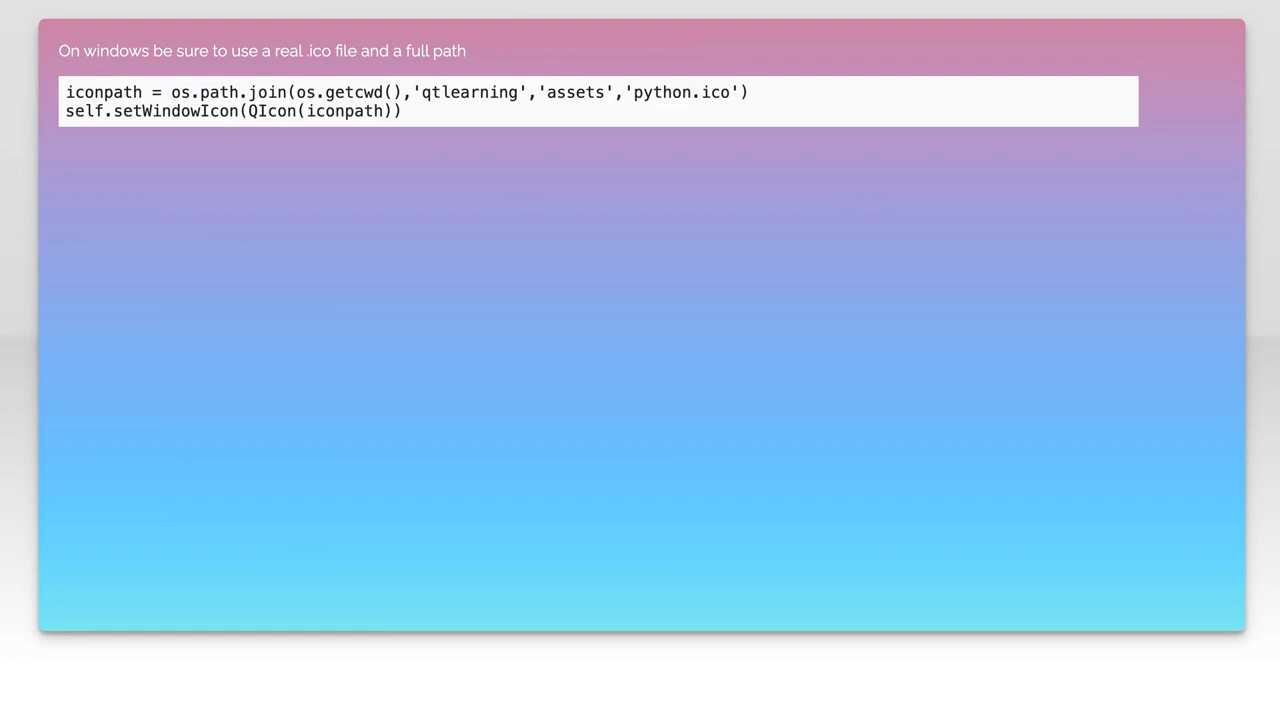 On windows be sure to use a real .ico file and a full path
iconpath = os.path.join(os.getcwd(),'qtlearning','assets','python.ico')
self.setWindowIcon(QIcon(iconpath))